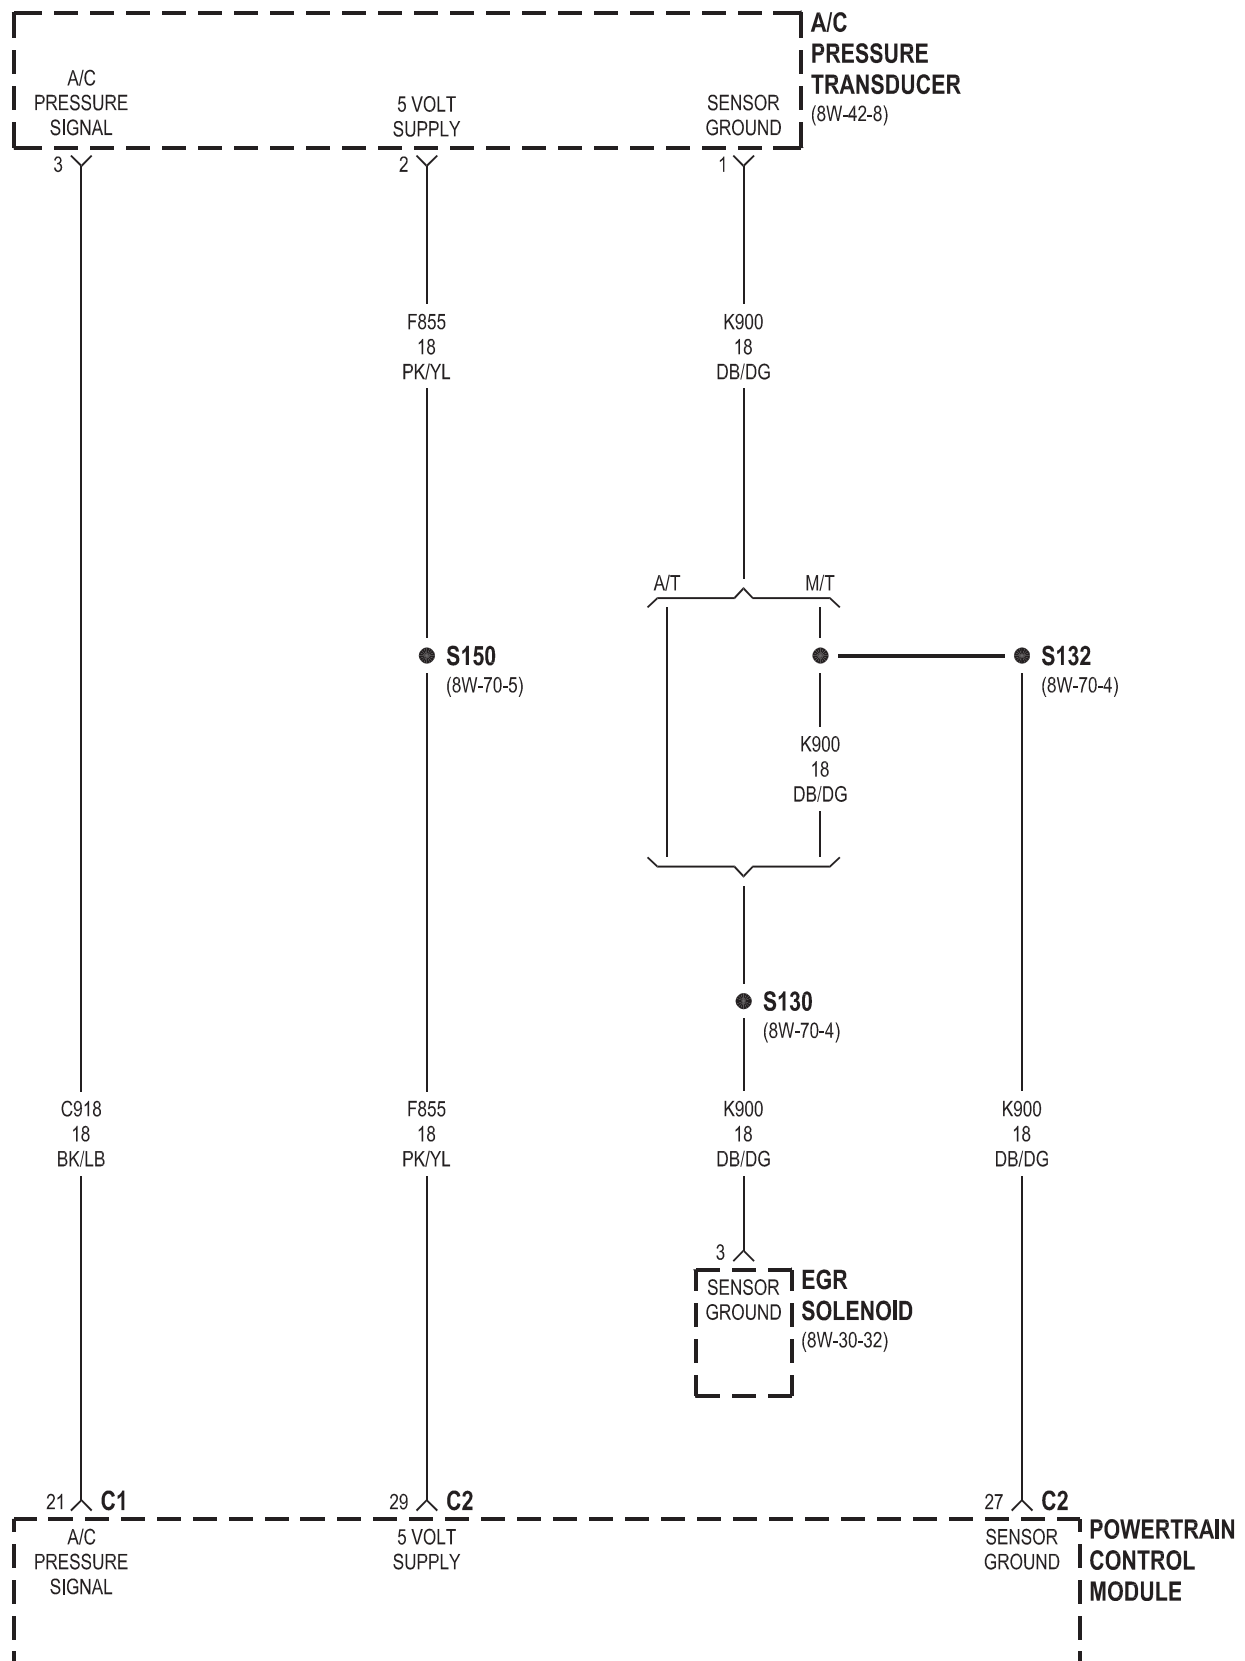 A/C
PRESSURE
TRANSDUCER
(8W-42-8)
A/C
PRESSURE
SIGNAL
5 VOLT
SUPPLY
SENSOR
GROUND
3
2
1
F855
18
PK/YL
K900
18
DB/DG
A/T
M/T
S150
(8W-70-5)
S132
(8W-70-4)
K900
18
DB/DG
S130
(8W-70-4)
C918
18
BK/LB
F855
18
PK/YL
K900
18
DB/DG
K900
18
DB/DG
3
SENSOR
GROUND
EGR
SOLENOID
(8W-30-32)
21
C1
29
C2
27
C2
A/C
PRESSURE
SIGNAL
5 VOLT
SUPPLY
SENSOR
GROUND
POWERTRAIN
CONTROL
MODULE